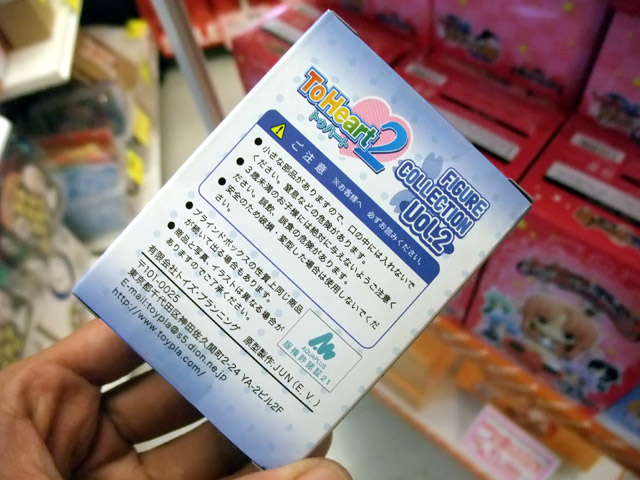 ToHeart2
トゥハート
FIGURE
COLLECTION
VOL.2
ご注意 ※お客様へ 必ずお読みください。
●小さな部品がありますので、口の外には入れないで
ください。窒息などの危険があります。
●3歳未満のお子様には絶対に与えないようご注意く
ださい。誤飲、誤食の危険があります。
●安全のため破損、変型した場合は使用しないでくだ
さい。
●ブラインドボックスの性質上同じ商品
が続いて出る場合もあります。
●商品と写真、イラストは異なる場合が
ありますのでご了承ください。
有限会社トイズ・プランニング 原型製作:JUN(E.V.)
〒101-0025
東京都千代田区神田佐久間町2-24 YA-2ビル2F
E-mail:toypla@s5.dion.ne.jp
http://www.toypla.com
AQUAPLUS
版権許諾証21